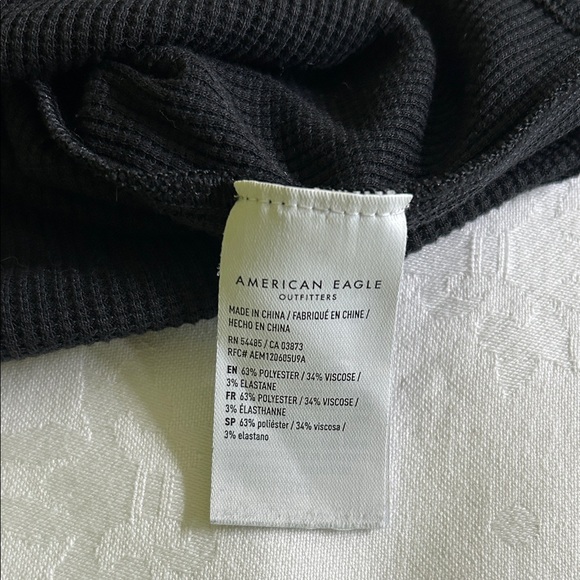 AMERICAN EAGLE
OUTFITTERS
MADE IN CHINA / FABRIQUÉ EN CHINE /
HECHO EN CHINA
RN 54485 / CA 03873
RFC# AEM120605U9A
EN 63% POLYESTER / 34% VISCOSE /
3% ELASTANE
FR 63% POLYESTER / 34% VISCOSE /
3% ÉLASTHANNE
SP 63% poliéster / 34% viscosa /
3% elastano